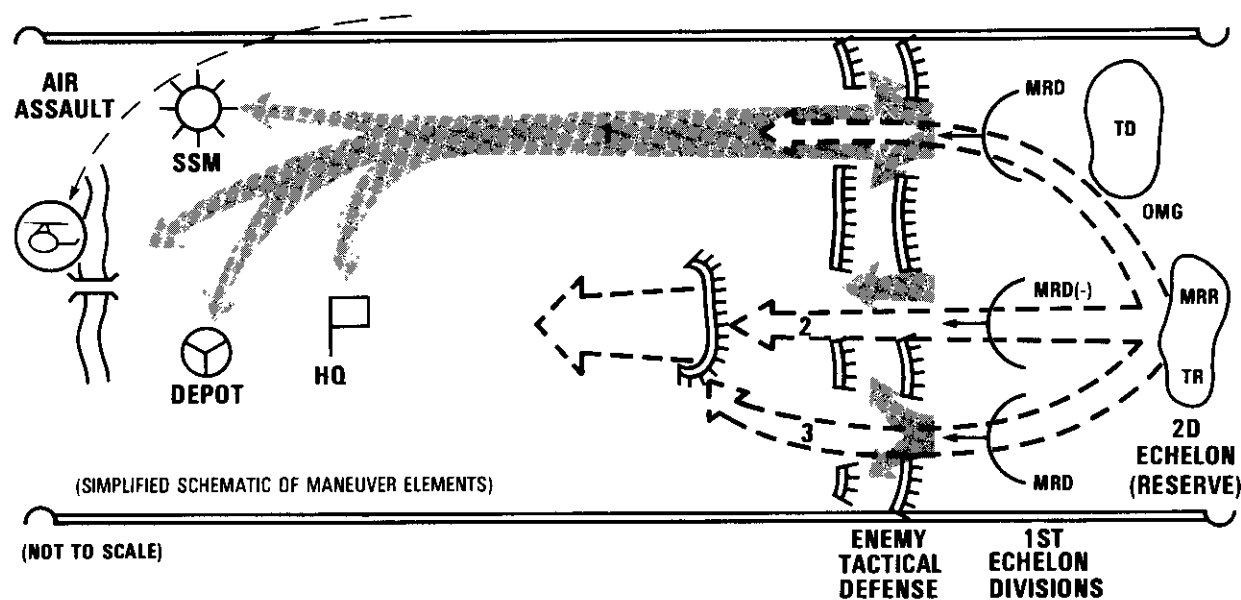 AIR
ASSAULT
SSM
DEPOT
HQ
1
2
3
MRD
TD
OMG
MRD(-)
MRR
TR
MRD
2D
ECHELON
(RESERVE)
(SIMPLIFIED SCHEMATIC OF MANEUVER ELEMENTS)
(NOT TO SCALE)
ENEMY
TACTICAL
DEFENSE
1ST
ECHELON
DIVISIONS